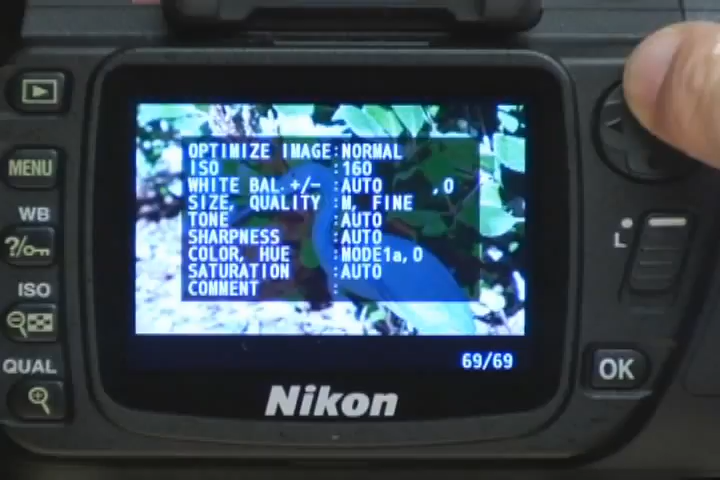 OPTIMIZE IMAGE:NORMAL
ISO :160
WHITE BAL.+/- :AUTO ,0
SIZE, QUALITY :M, FINE
TONE :AUTO
SHARPNESS :AUTO
COLOR, HUE :MODE1a,0
SATURATION :AUTO
COMMENT :
69/69
Nikon
MENU
WB
?/
ISO
QUAL
L
OK